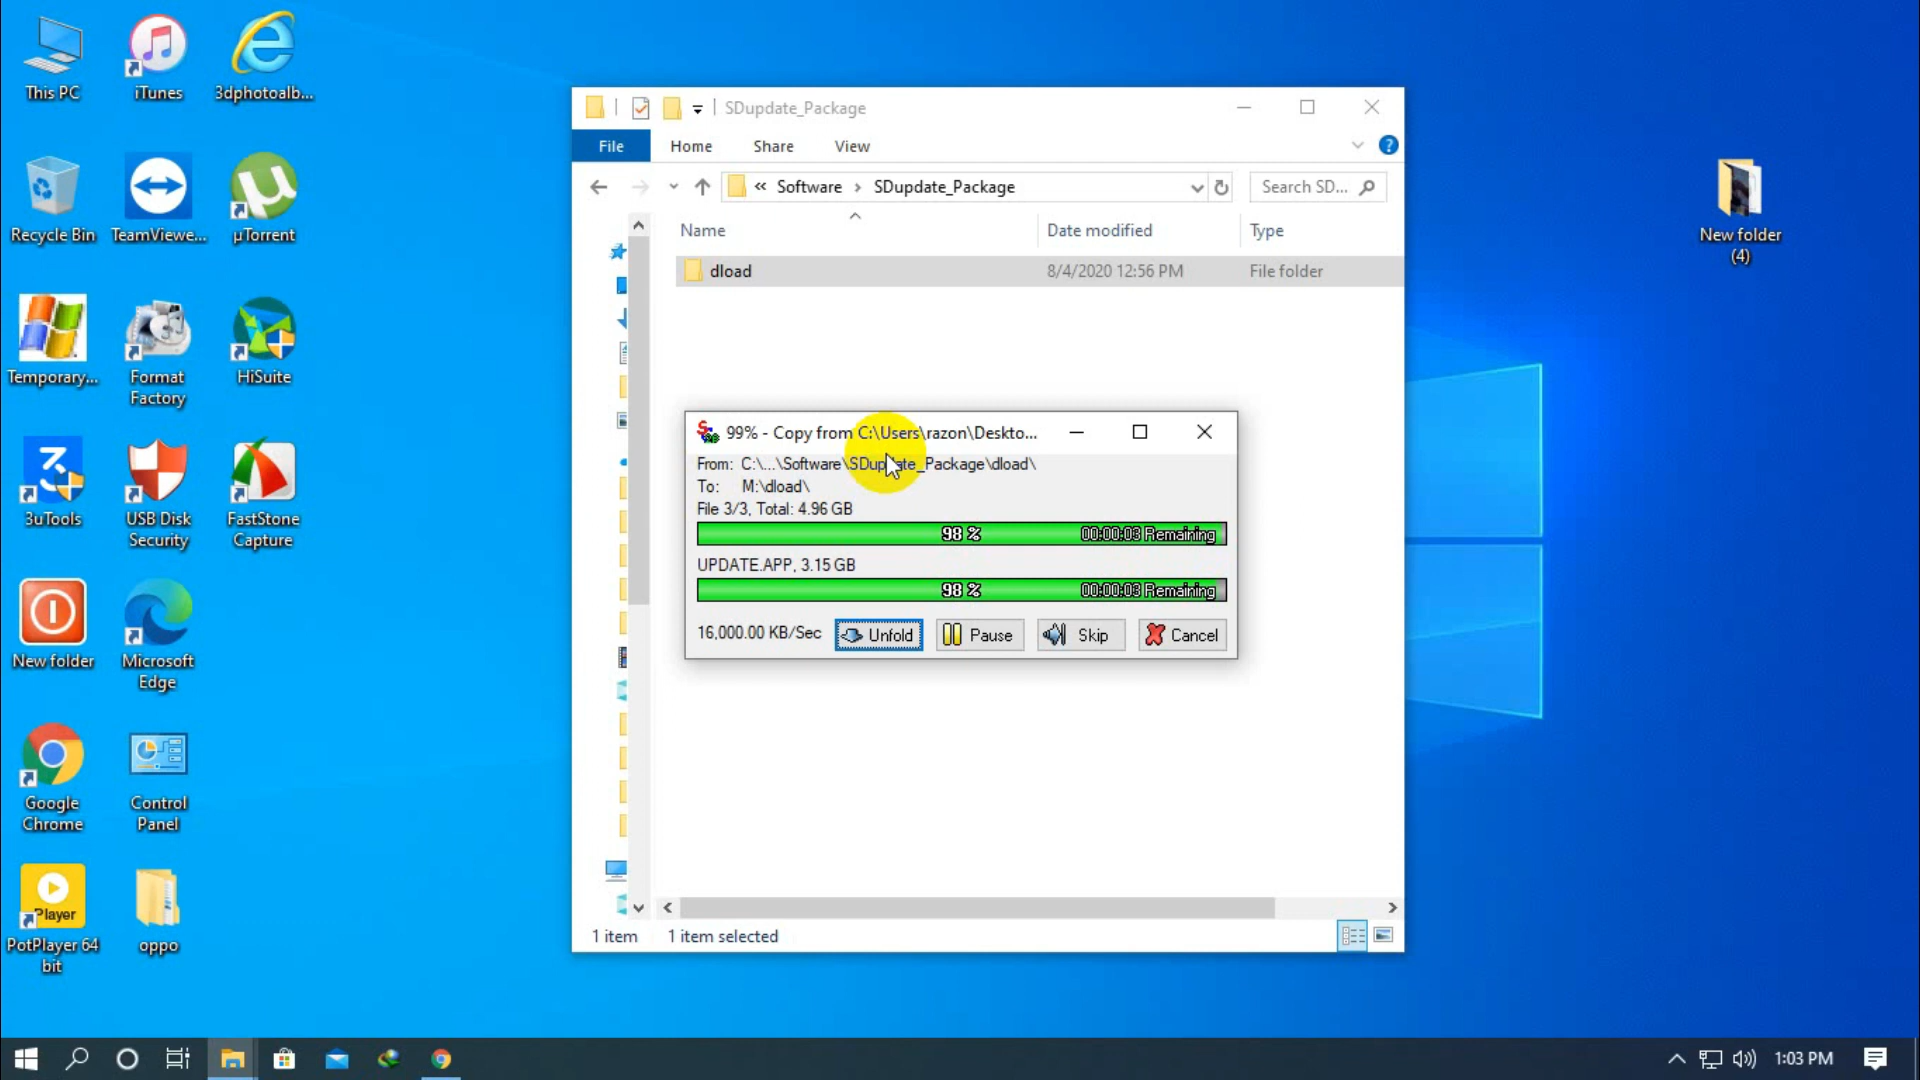 This PC
iTunes
3dphotoalb...
Recycle Bin
TeamViewe...
µTorrent
Temporary...
Format
Factory
HiSuite
3uTools
USB Disk
Security
FastStone
Capture
New folder
Microsoft
Edge
Google
Chrome
Control
Panel
Player
PotPlayer 64
bit
oppo
New folder
(4)
SDupdate_Package
File
Home
Share
View
« Software › SDupdate_Package
Search SD...
Name
Date modified
Type
dload
8/4/2020 12:56 PM
File folder
99% - Copy from C:\Users\razon\Deskto...
From: C:\...\Software\SDupdate_Package\dload\
To: M:\dload\
File 3/3, Total: 4.96 GB
98 %
00:00:03 Remaining
UPDATE.APP, 3.15 GB
98 %
00:00:03 Remaining
16,000.00 KB/Sec
Unfold
Pause
Skip
Cancel
1 item
1 item selected
1:03 PM